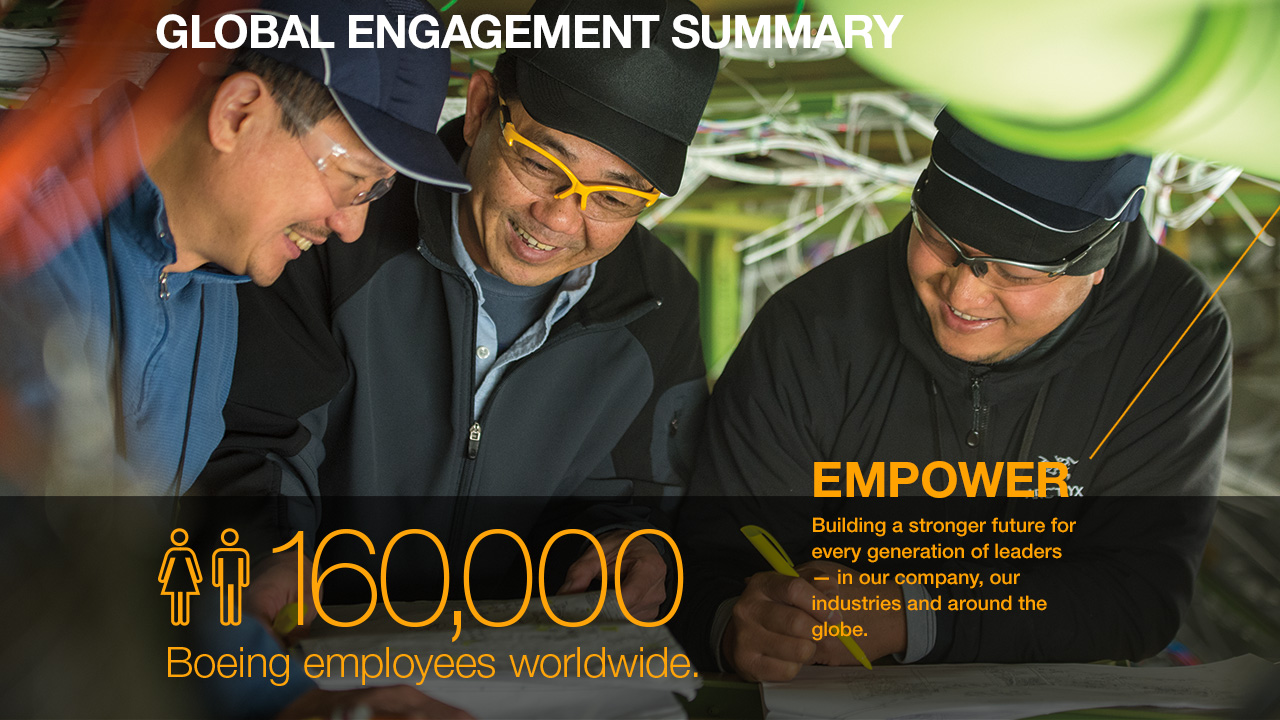 GLOBAL ENGAGEMENT SUMMARY
EMPOWER
Building a stronger future for
every generation of leaders
— in our company, our
industries and around the
globe.
160,000
Boeing employees worldwide.